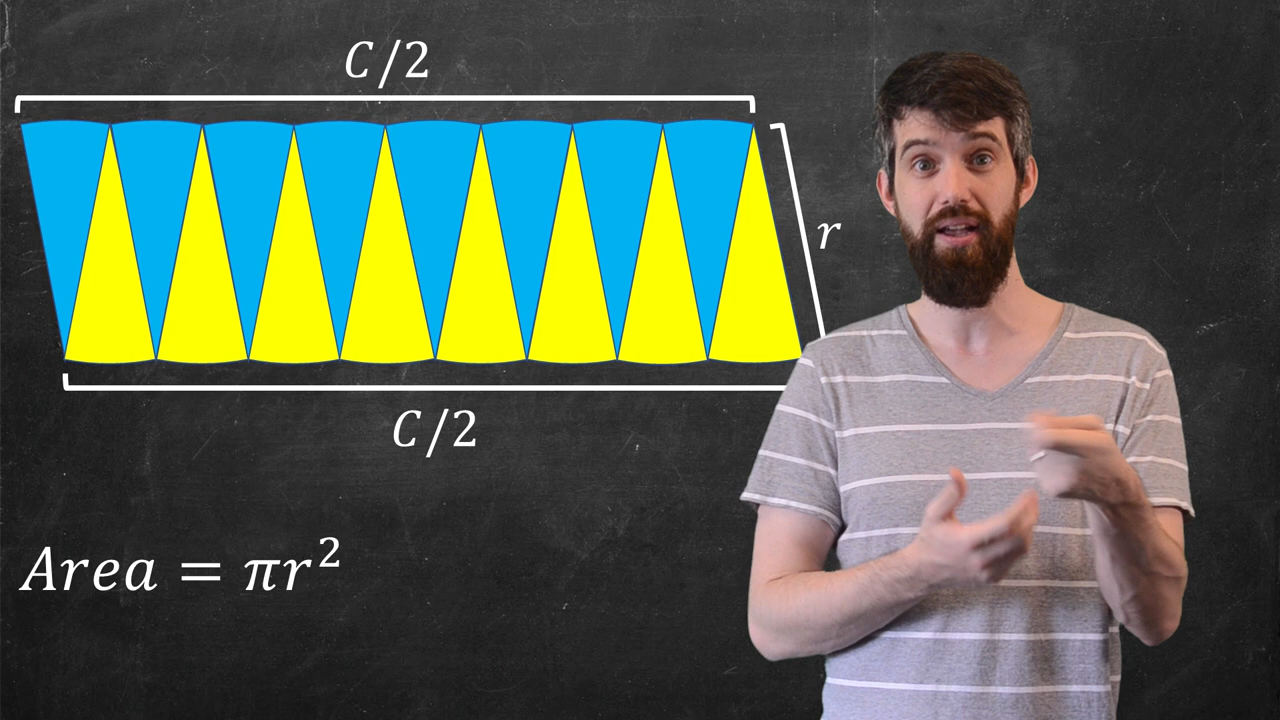 C/2
r
C/2
Area = πr²